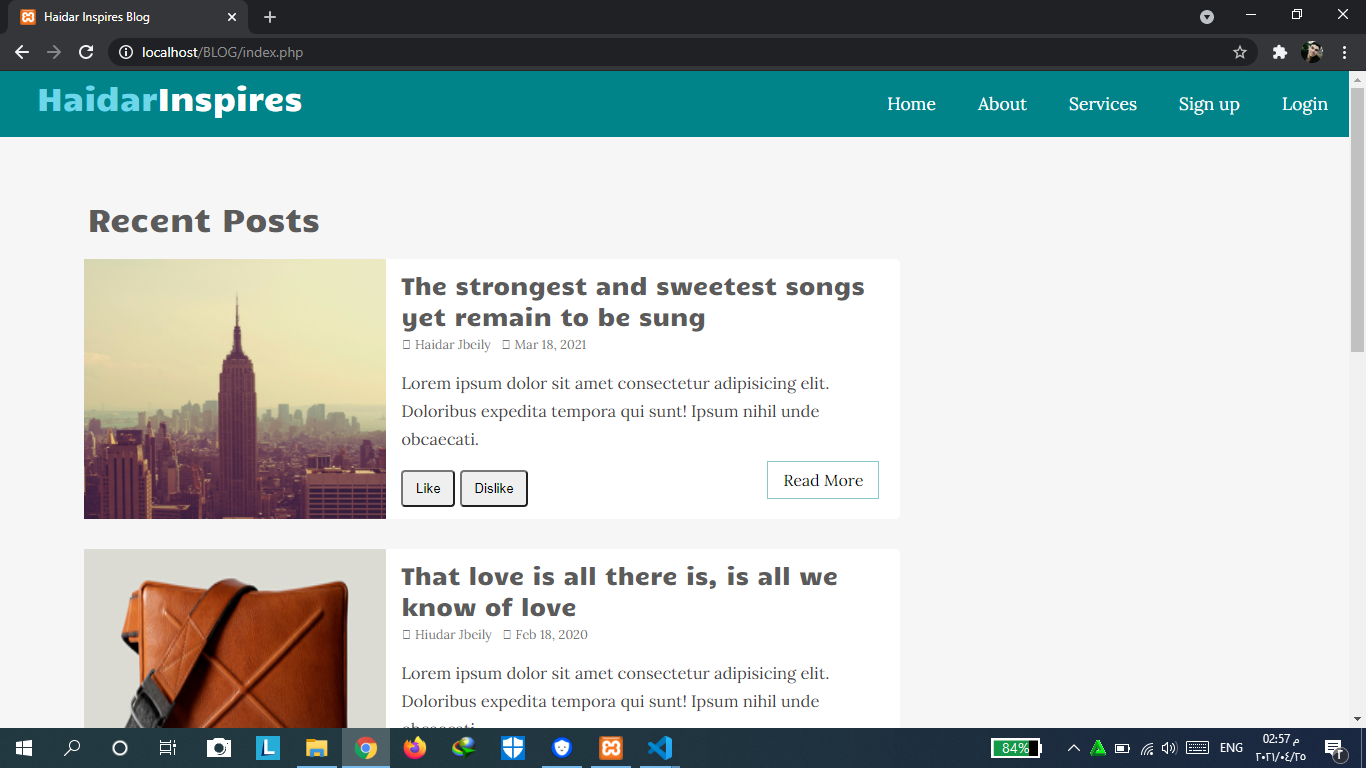 Haidar Inspires Blog
localhost/BLOG/index.php
HaidarInspires
Home About Services Sign up Login
Recent Posts
The strongest and sweetest songs
yet remain to be sung
Haidar Jbeily Mar 18, 2021
Lorem ipsum dolor sit amet consectetur adipisicing elit.
Doloribus expedita tempora qui sunt! Ipsum nihil unde
obcaecati.
Like Dislike Read More
That love is all there is, is all we
know of love
Hiudar Jbeily Feb 18, 2020
Lorem ipsum dolor sit amet consectetur adipisicing elit.
Doloribus expedita tempora qui sunt! Ipsum nihil unde
obcaecati.
L 84% ENG 02:57 م
٢٠٢١/٠٤/٢٥